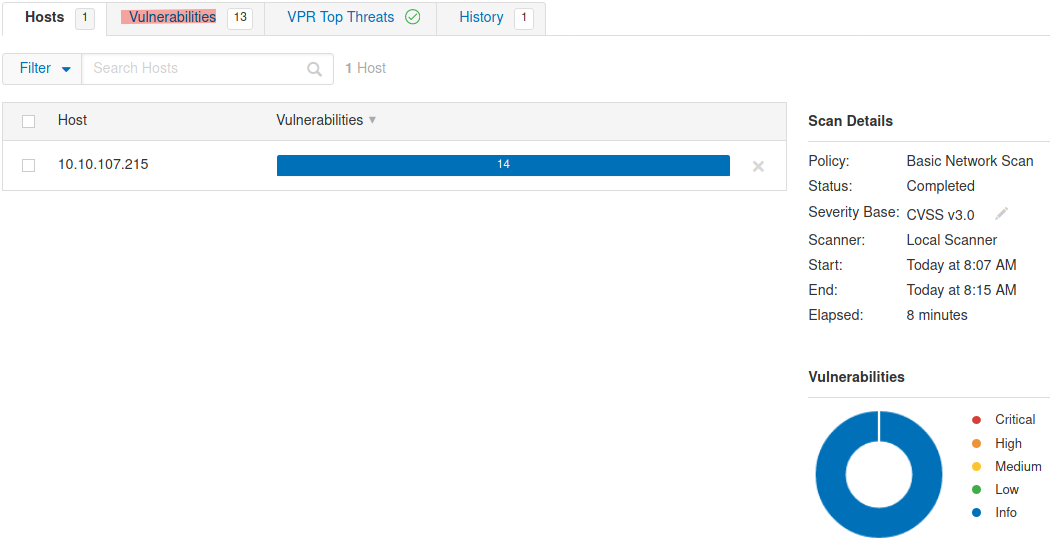 Hosts 1 Vulnerabilities 13 VPR Top Threats History 1
Filter Search Hosts 1 Host
Host Vulnerabilities
10.10.107.215 14
Scan Details
Policy: Basic Network Scan
Status: Completed
Severity Base: CVSS v3.0
Scanner: Local Scanner
Start: Today at 8:07 AM
End: Today at 8:15 AM
Elapsed: 8 minutes
Vulnerabilities
Critical
High
Medium
Low
Info